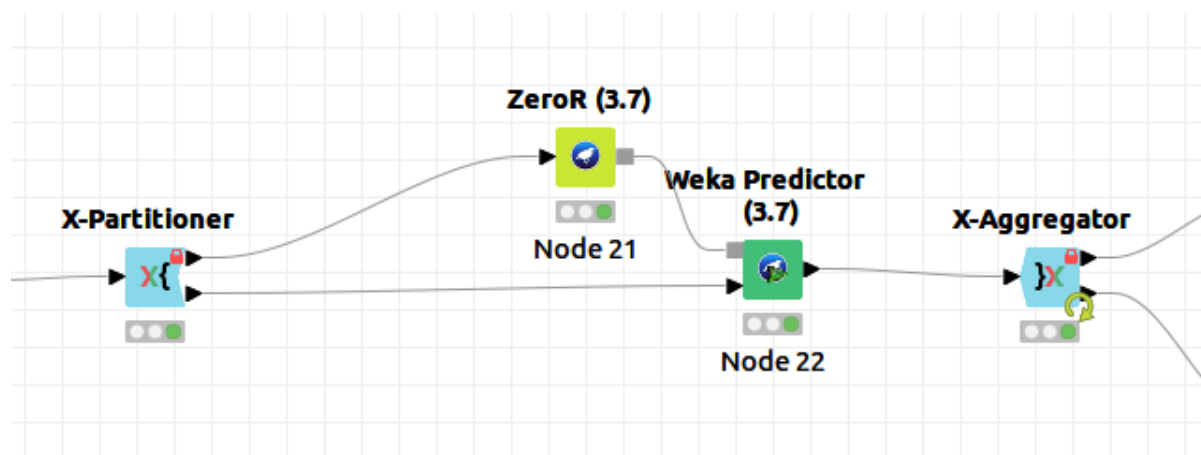 ZeroR (3.7)
Node 21
Weka Predictor
(3.7)
Node 22
X-Partitioner
X{
X-Aggregator
}X